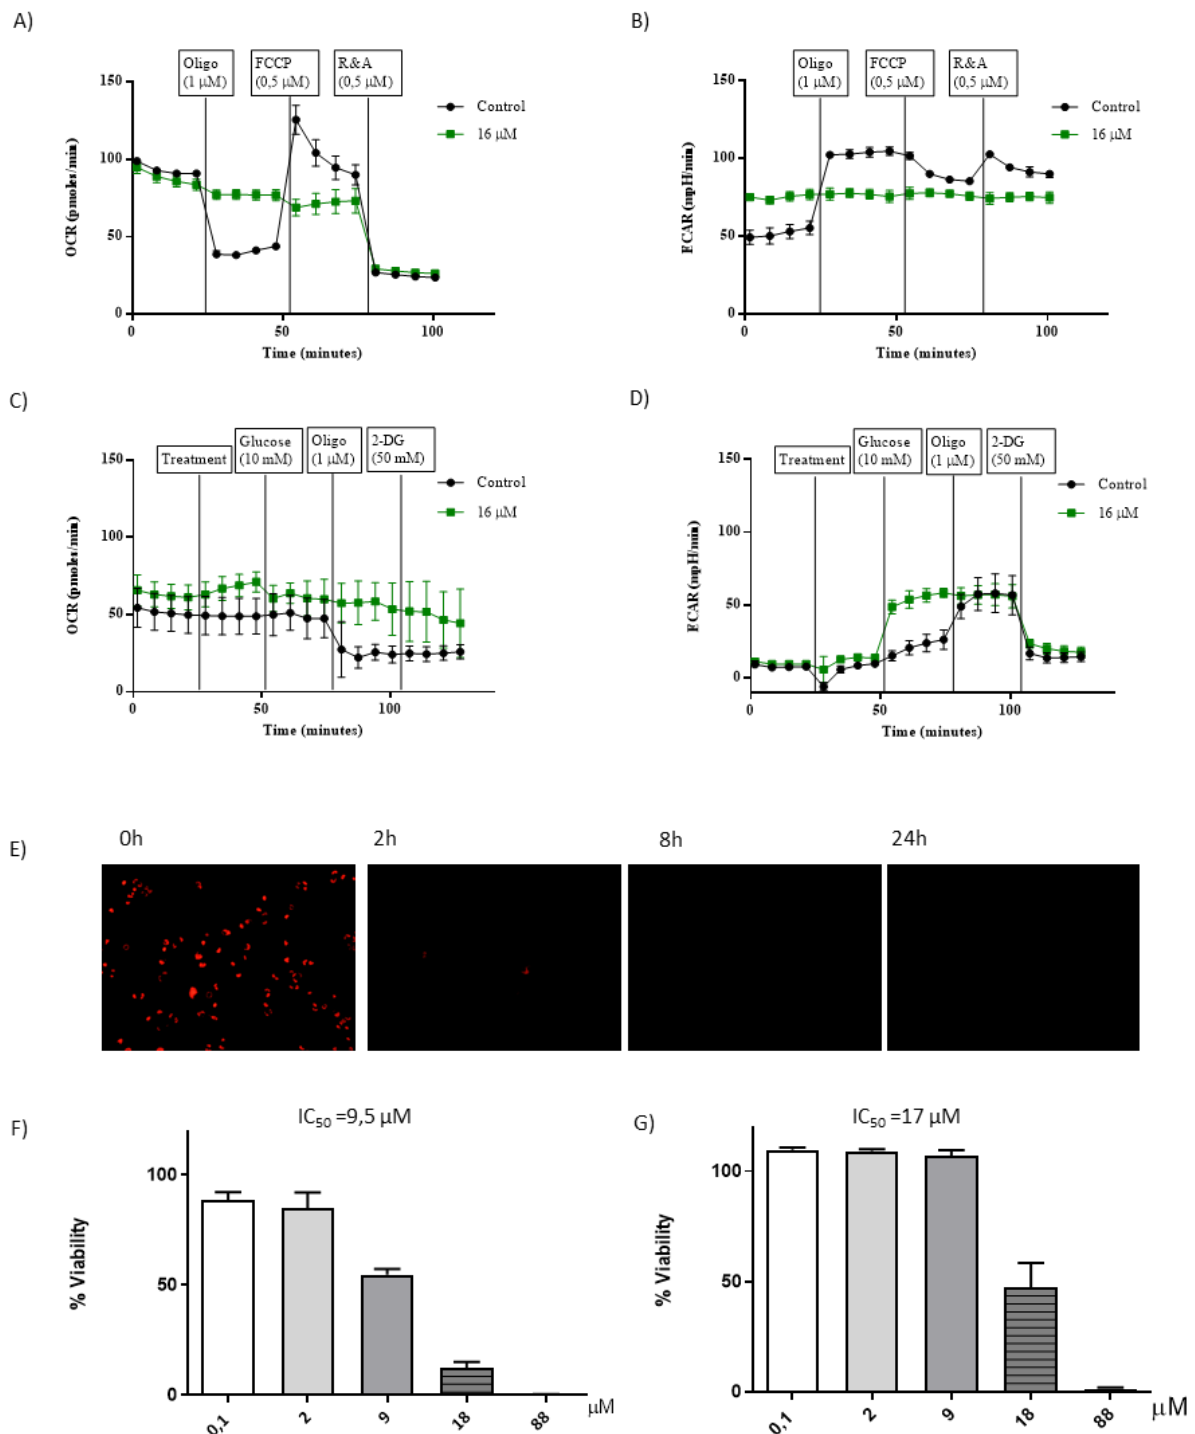 A)
Oligo
(1 µM)
FCCP
(0,5 µM)
R&A
(0,5 µM)
Control
16 µM
OCR (pmoles/min)
150
100
50
0
0
50
100
Time (minutes)
B)
Oligo
(1 µM)
FCCP
(0,5 µM)
R&A
(0,5 µM)
Control
16 µM
ECAR (mpH/min)
150
100
50
0
0
50
100
Time (minutes)
C)
Treatment
Glucose
(10 mM)
Oligo
(1 µM)
2-DG
(50 mM)
Control
16 µM
OCR (pmoles/min)
150
100
50
0
0
50
100
Time (minutes)
D)
Treatment
Glucose
(10 mM)
Oligo
(1 µM)
2-DG
(50 mM)
Control
16 µM
ECAR (mpH/min)
150
100
50
0
0
50
100
Time (minutes)
E)
0h
2h
8h
24h
F)
IC50 =9,5 µM
% Viability
100
50
0
0,1
2
9
18
88
µM
G)
IC50 =17 µM
% Viability
100
50
0
0,1
2
9
18
88
µM